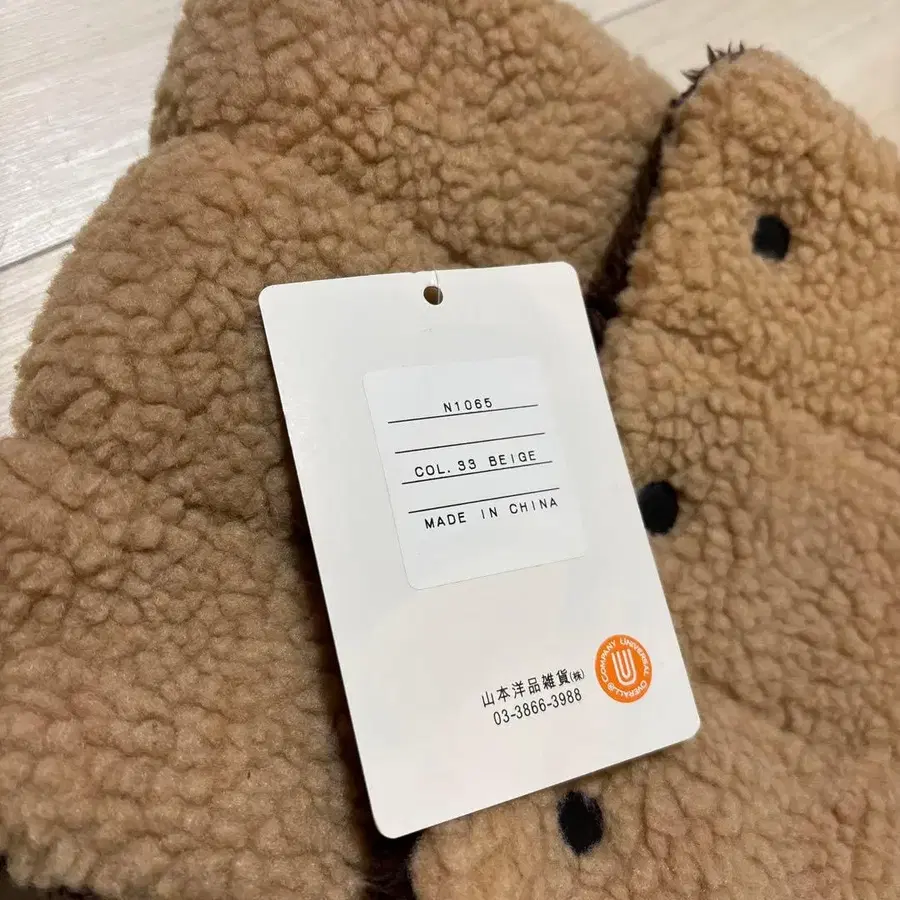 N1065
COL. 33 BEIGE
MADE IN CHINA
COMPANY UNIVERSAL OVERALL®
山本洋品雑貨(株)
03-3866-3988